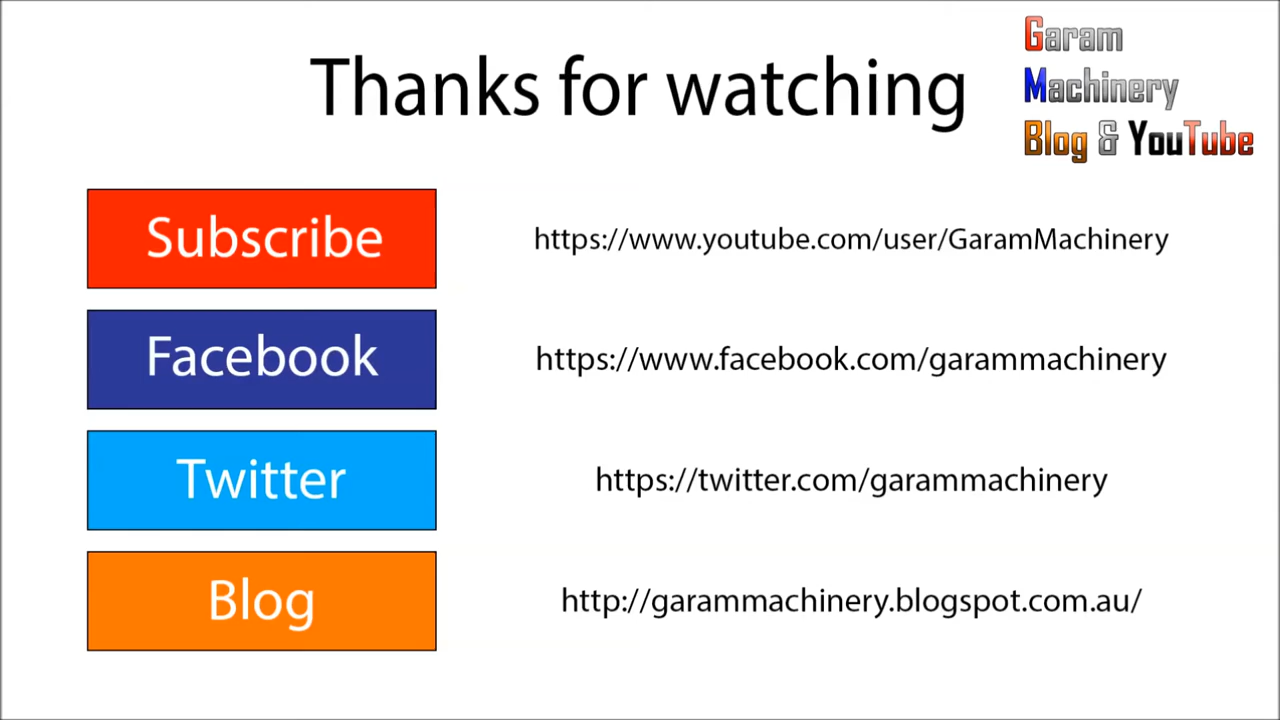 Thanks for watching
Garam
Machinery
Blog & YouTube
Subscribe
https://www.youtube.com/user/GaramMachinery
Facebook
https://www.facebook.com/garammachinery
Twitter
https://twitter.com/garammachinery
Blog
http://garammachinery.blogspot.com.au/